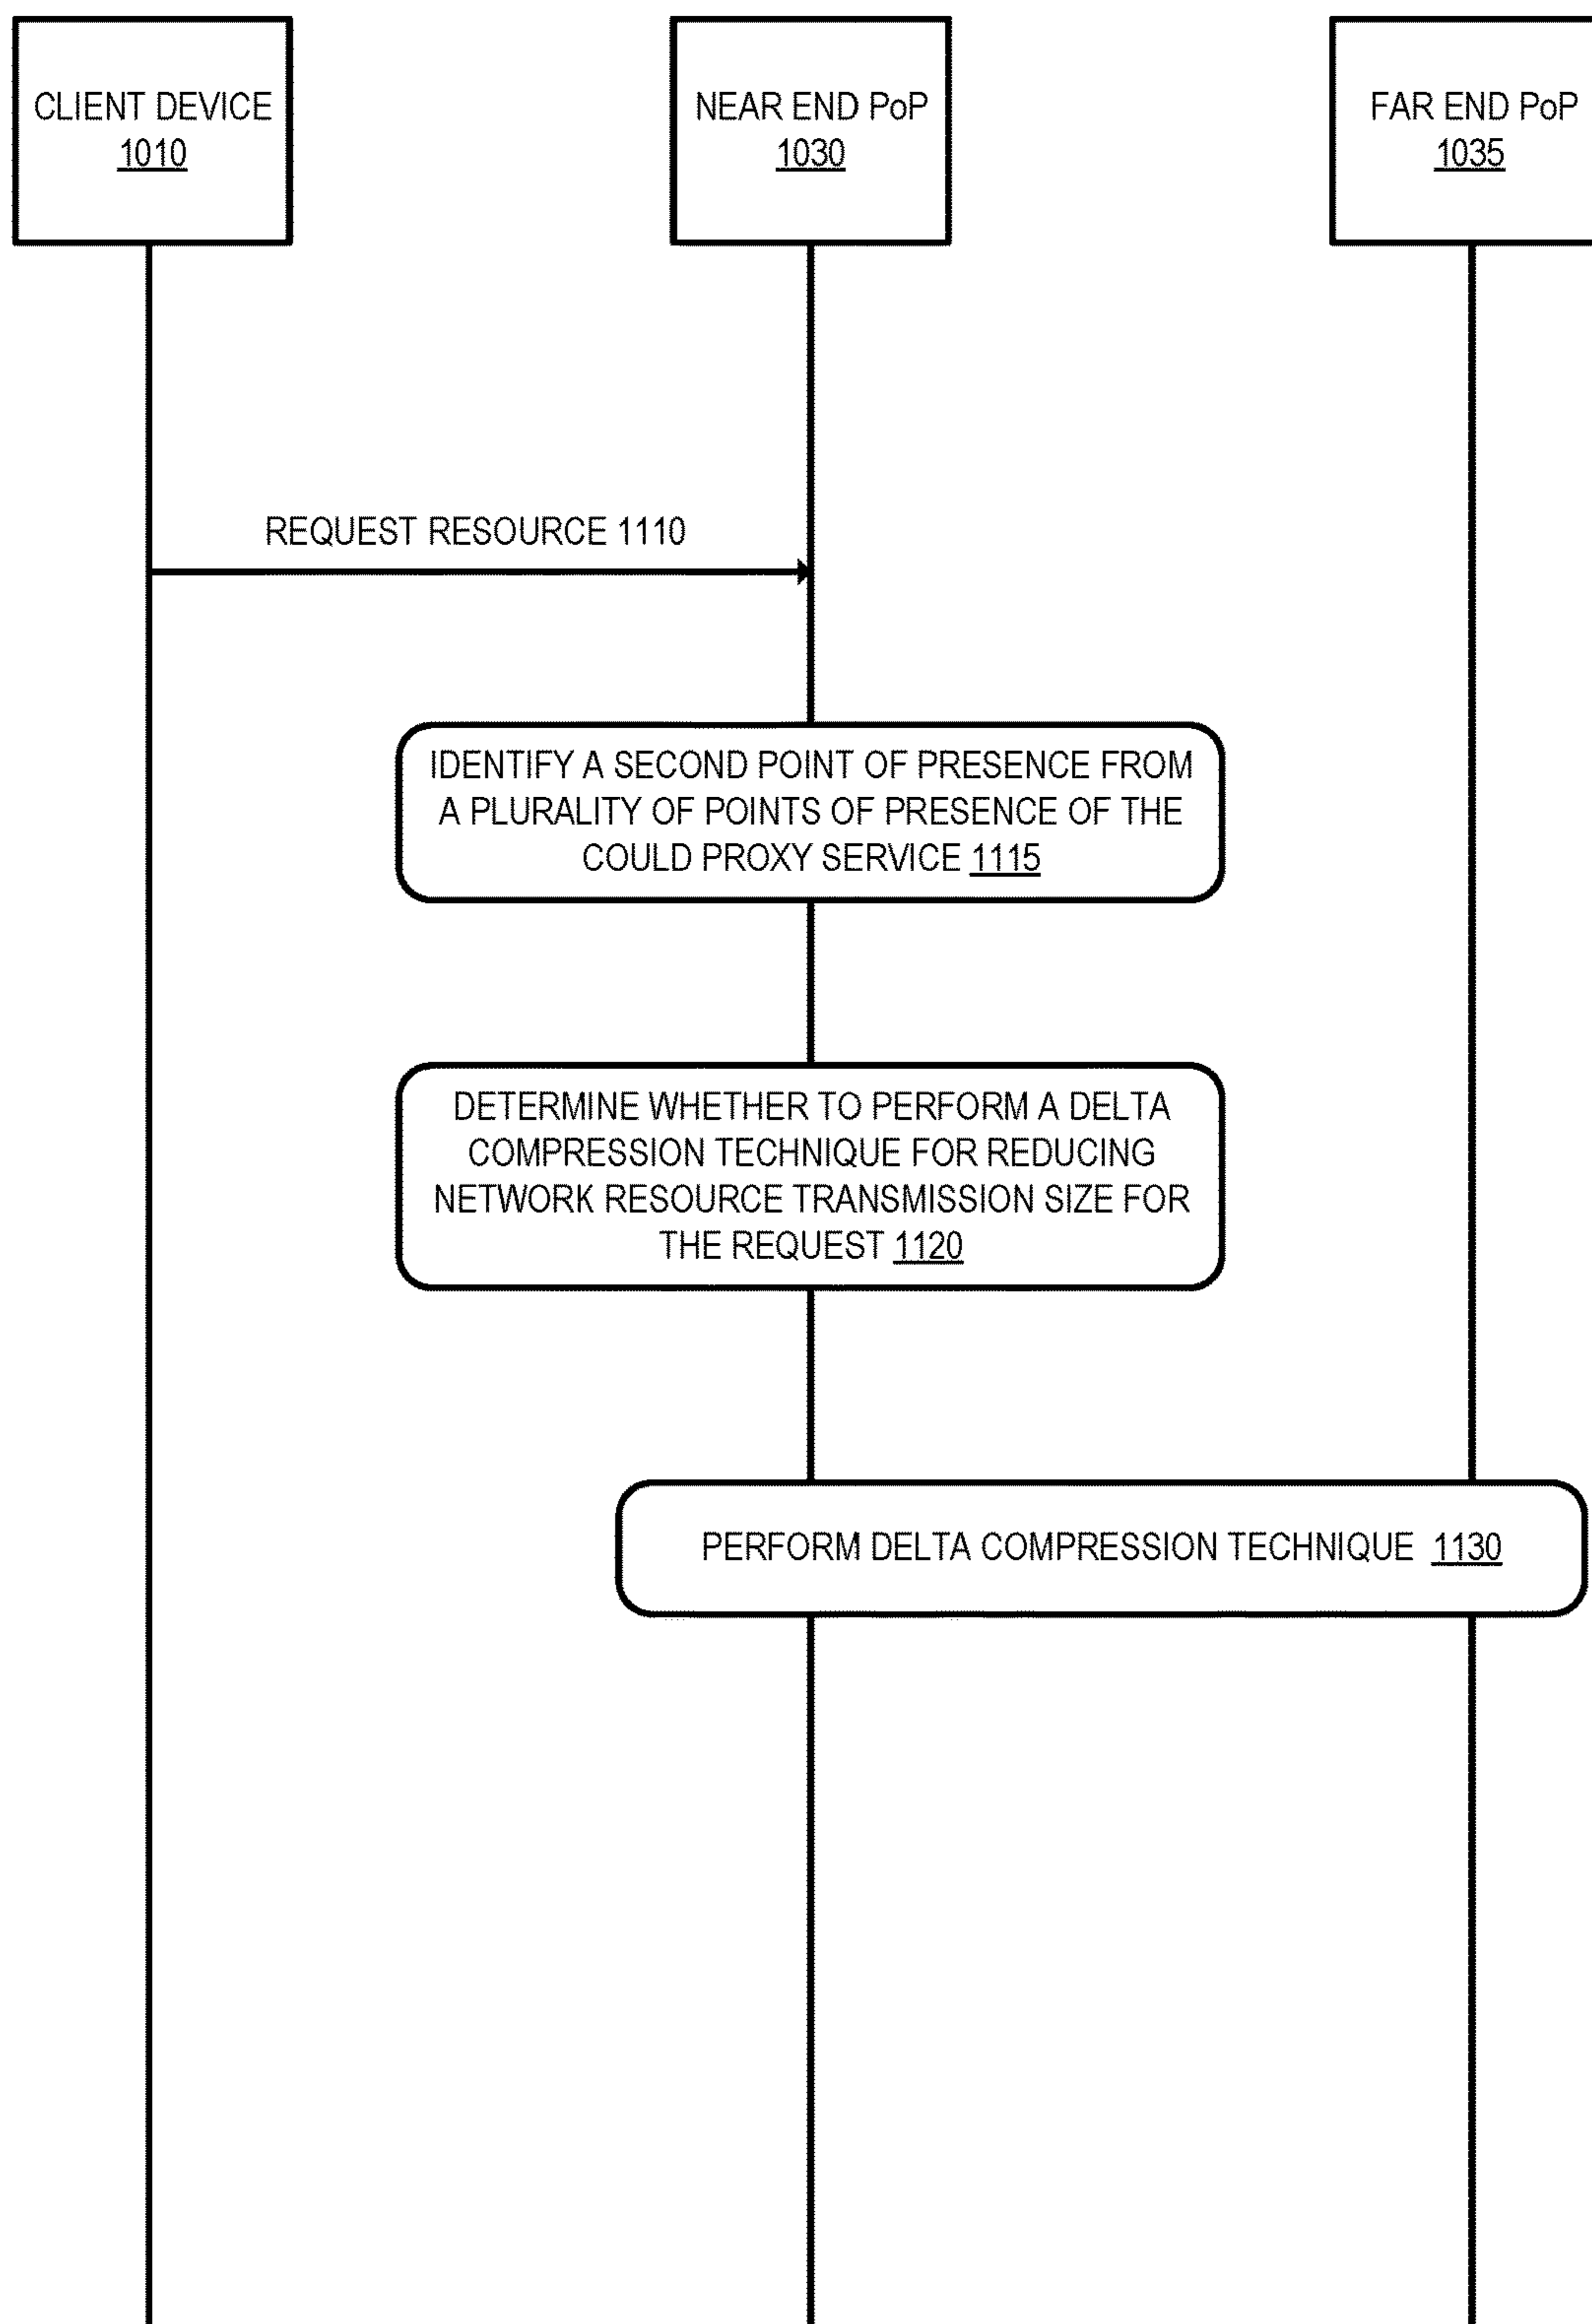 CLIENT DEVICE
1010
NEAR END PoP
1030
FAR END PoP
1035
REQUEST RESOURCE 1110
IDENTIFY A SECOND POINT OF PRESENCE FROM
A PLURALITY OF POINTS OF PRESENCE OF THE
COULD PROXY SERVICE 1115
DETERMINE WHETHER TO PERFORM A DELTA
COMPRESSION TECHNIQUE FOR REDUCING
NETWORK RESOURCE TRANSMISSION SIZE FOR
THE REQUEST 1120
PERFORM DELTA COMPRESSION TECHNIQUE 1130